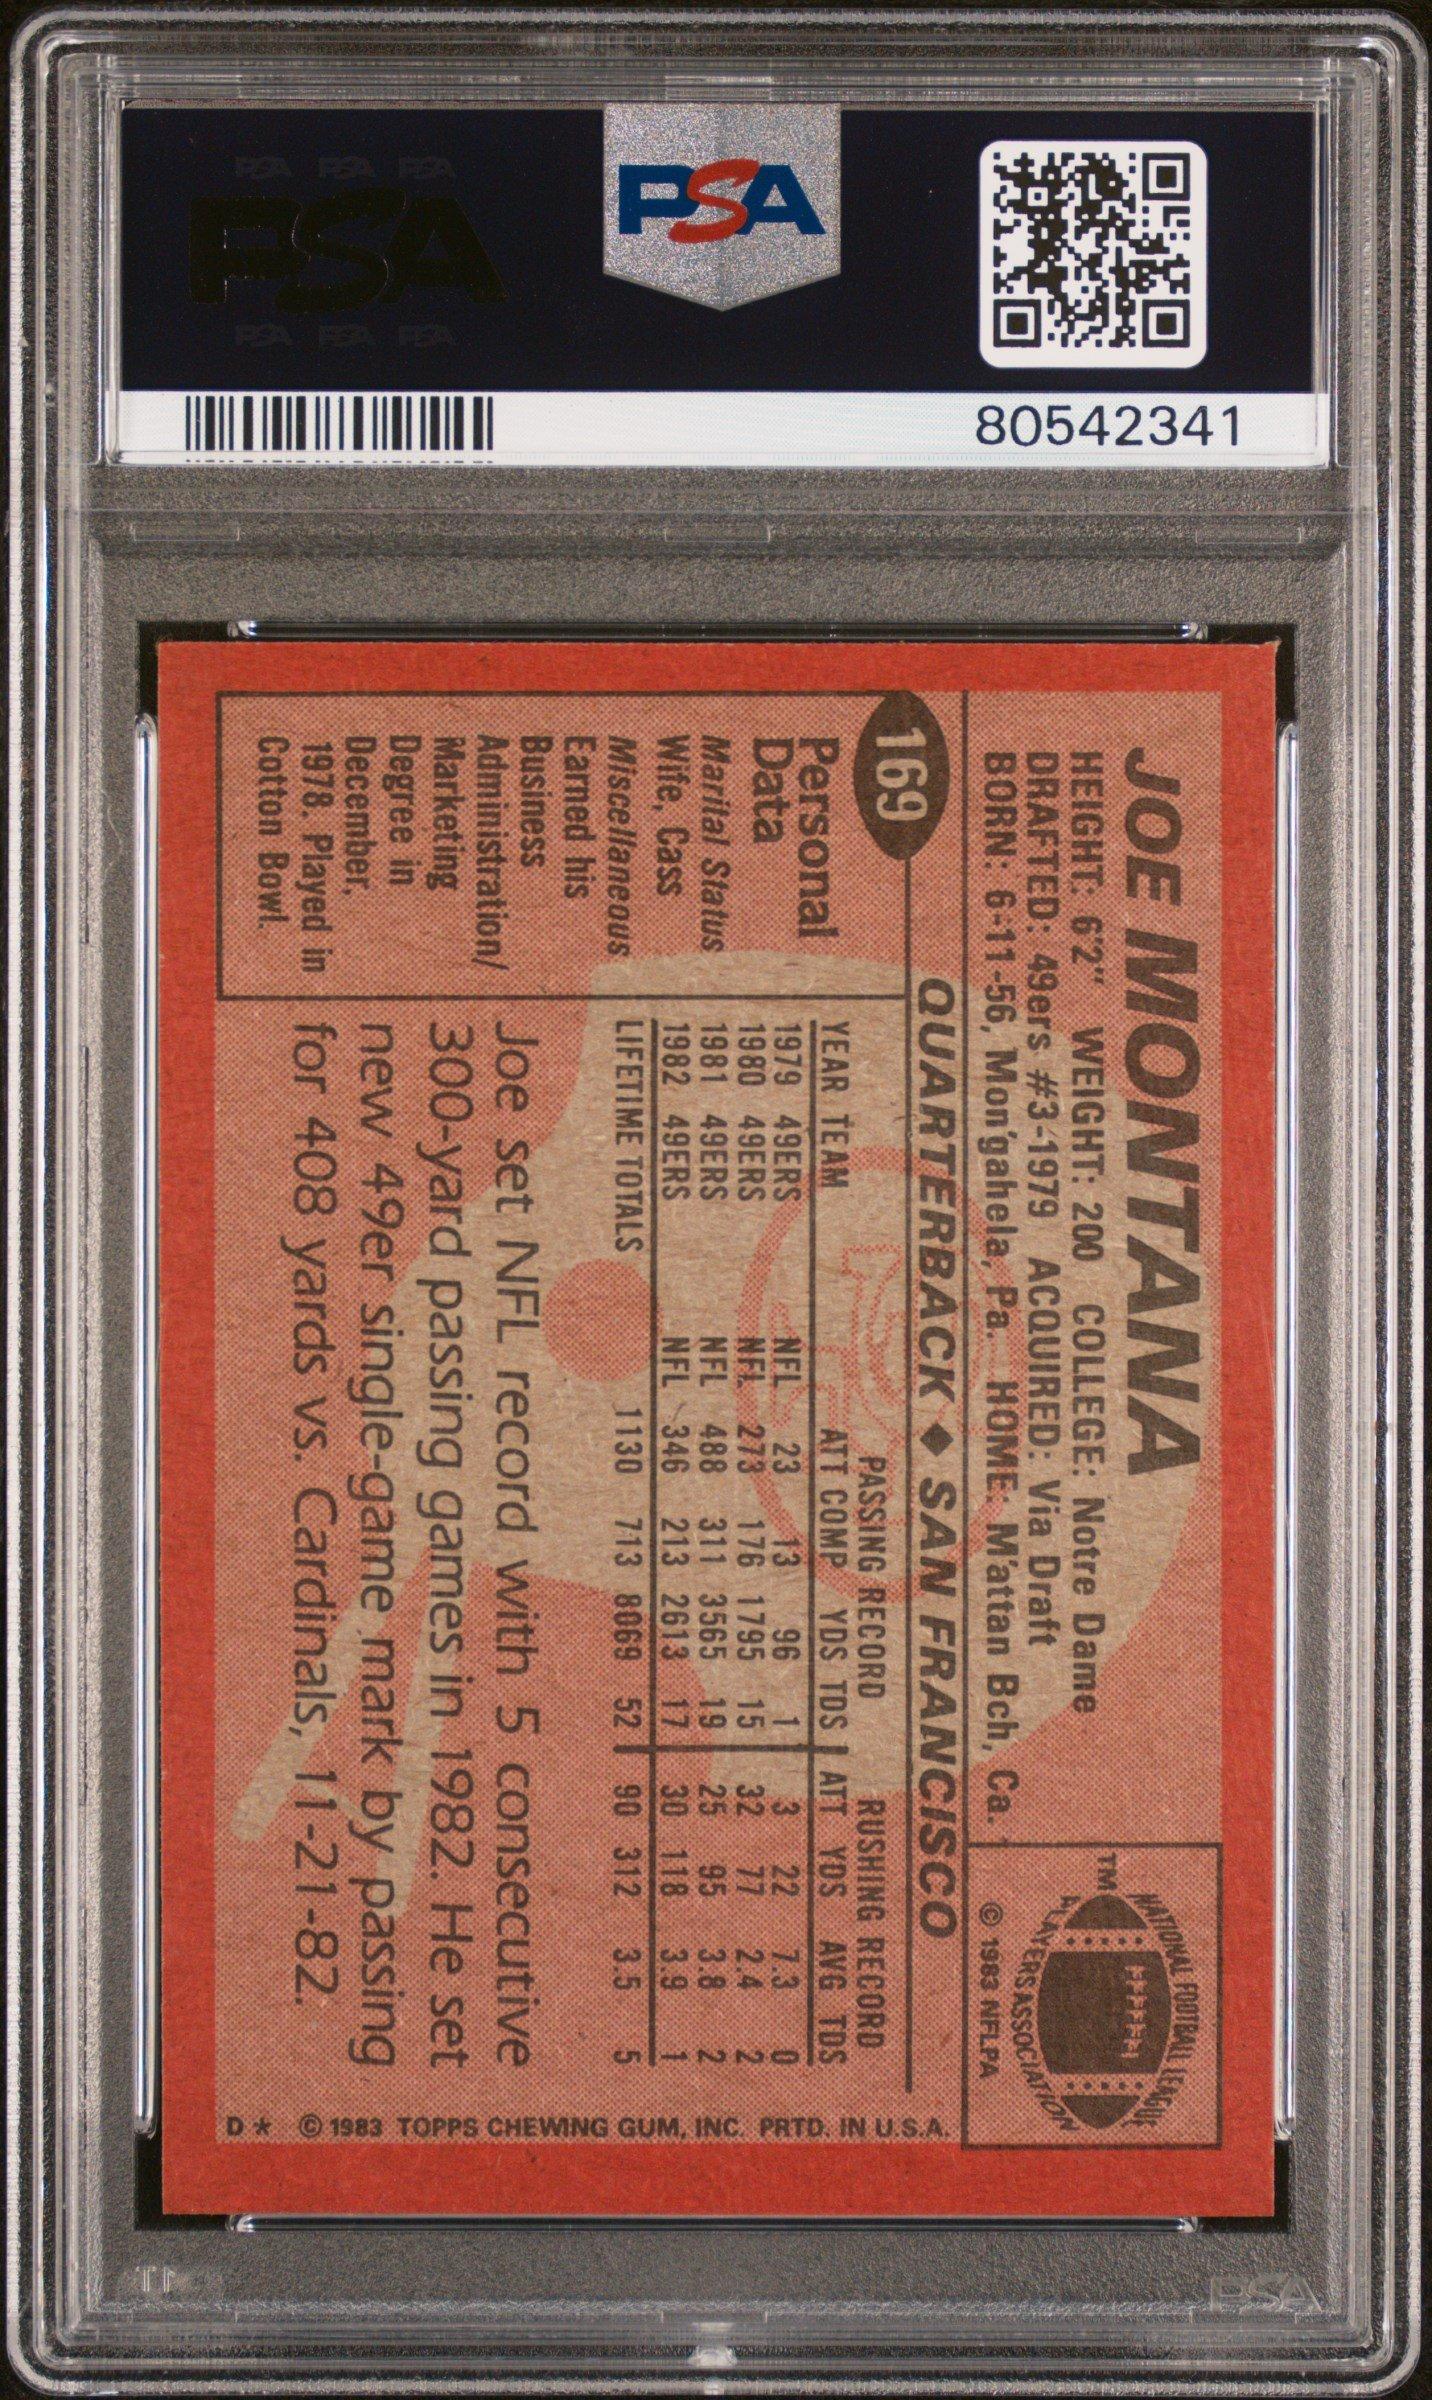 PSA PSA PSA
PSA
PSA PSA PSA
PSA
80542341
JOE MONTANA
HEIGHT: 6'2" WEIGHT: 200 COLLEGE: Notre Dame
DRAFTED: 49ers #3-1979 ACQUIRED: Via Draft
BORN: 6-11-56, Mon'gahela, Pa. HOME: M'attan Bch, Ca.
NATIONAL FOOTBALL LEAGUE
PLAYERS ASSOCIATION
TM
© 1983 NFLPA
169
QUARTERBACK ♦ SAN FRANCISCO
Personal
Data
Marital Status
Wife, Cass
Miscellaneous
Earned his
Business
Administration/
Marketing
Degree in
December,
1978. Played in
Cotton Bowl.
PASSING RECORD RUSHING RECORD
YEAR TEAM ATT COMP YDS TDS ATT YDS AVG TDS
1979 49ERS NFL 23 13 96 1 3 22 7.3 0
1980 49ERS NFL 273 176 1795 15 32 77 2.4 2
1981 49ERS NFL 488 311 3565 19 25 95 3.8 2
1982 49ERS NFL 346 213 2613 17 30 118 3.9 1
LIFETIME TOTALS 1130 713 8069 52 90 312 3.5 5
Joe set NFL record with 5 consecutive
300-yard passing games in 1982. He set
new 49er single-game mark by passing
for 408 yards vs. Cardinals, 11-21-82.
D* © 1983 TOPPS CHEWING GUM, INC. PRTD. IN U.S.A.
PSA